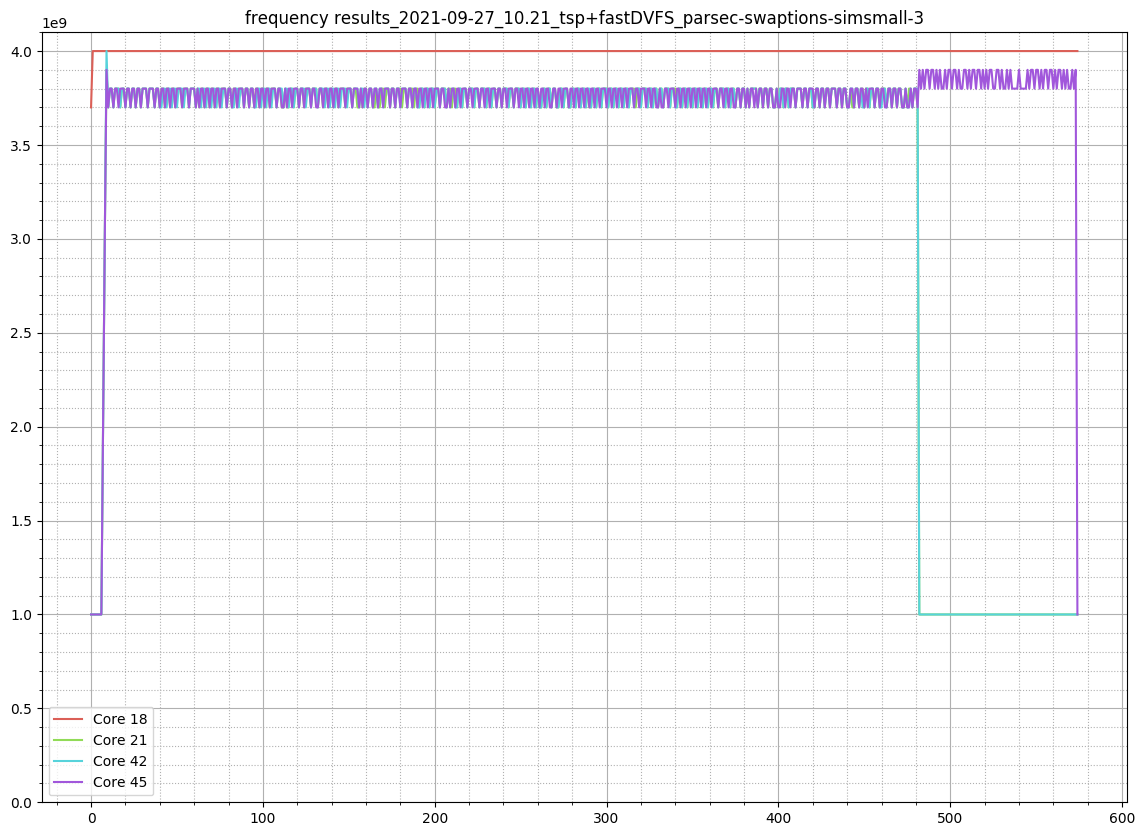 frequency results_2021-09-27_10.21_tsp+fastDVFS_parsec-swaptions-simsmall-3
1e9
4.0
3.5
3.0
2.5
2.0
1.5
1.0
0.5
0.0
Core 18
Core 21
Core 42
Core 45
0 100 200 300 400 500 600